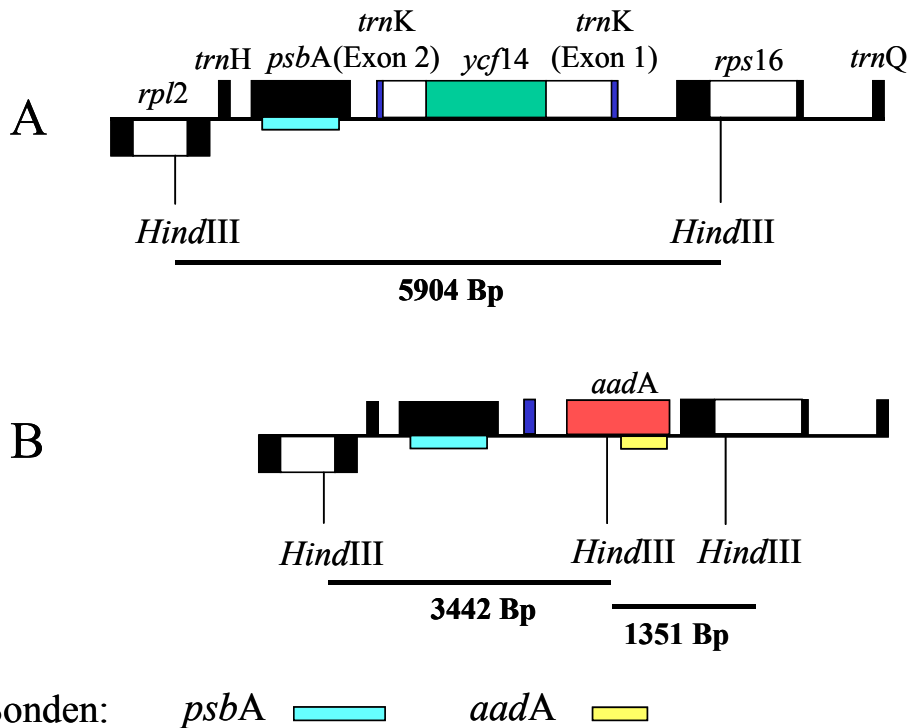 trnK trnK
trnH psbA (Exon 2) ycf14 (Exon 1) rps16 trnQ
rpl2
A
HindIII HindIII
5904 Bp
aadA
B
HindIII HindIII HindIII
3442 Bp
1351 Bp
psbA aadA